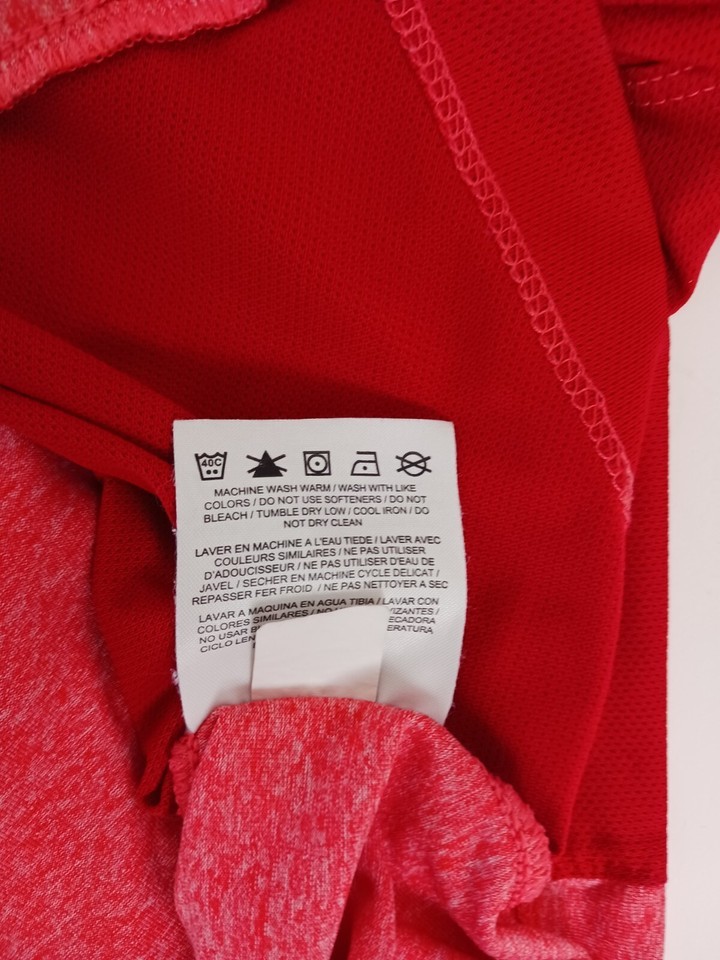 40C
MACHINE WASH WARM / WASH WITH LIKE
COLORS / DO NOT USE SOFTENERS / DO NOT
BLEACH / TUMBLE DRY LOW / COOL IRON / DO
NOT DRY CLEAN
LAVER EN MACHINE A L'EAU TIEDE / LAVER AVEC
COULEURS SIMILAIRES / NE PAS UTILISER
D'ADOUCISSEUR / NE PAS UTILISER D'EAU DE
JAVEL / SECHER EN MACHINE CYCLE DELICAT /
REPASSER FER FROID / NE PAS NETTOYER A SEC
LAVAR A MAQUINA EN AGUA TIBIA / LAVAR CON
COLORES SIMILARES /
NO USAR
CICLO